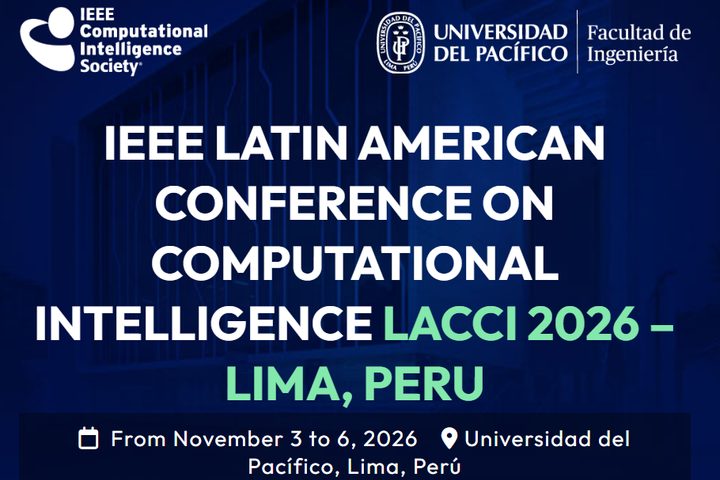 IEEE
Computational
Intelligence
Society
UNIVERSIDAD
DEL PACÍFICO
Facultad de
Ingeniería
IEEE LATIN AMERICAN
CONFERENCE ON
COMPUTATIONAL
INTELLIGENCE LACCI 2026 –
LIMA, PERU
From November 3 to 6, 2026 Universidad del
Pacífico, Lima, Perú